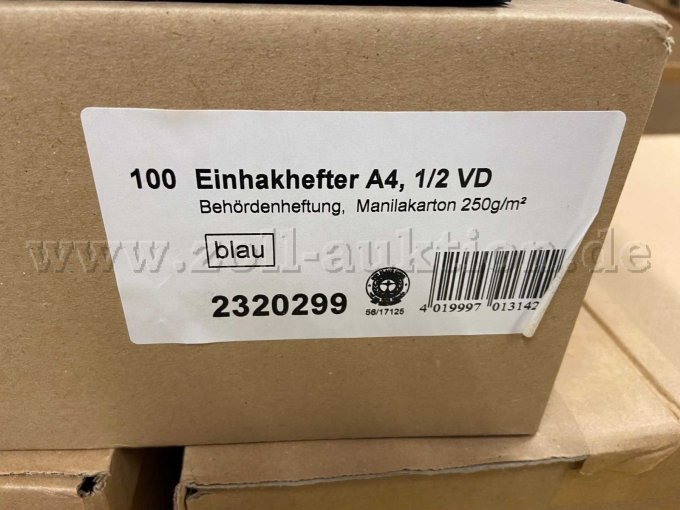 100 Einhakhefter A4, 1/2 VD
Behördenheftung, Manilakarton 250g/m²
blau
www.zoll-auktion.de
2320299
56/17125
4 019997 013142